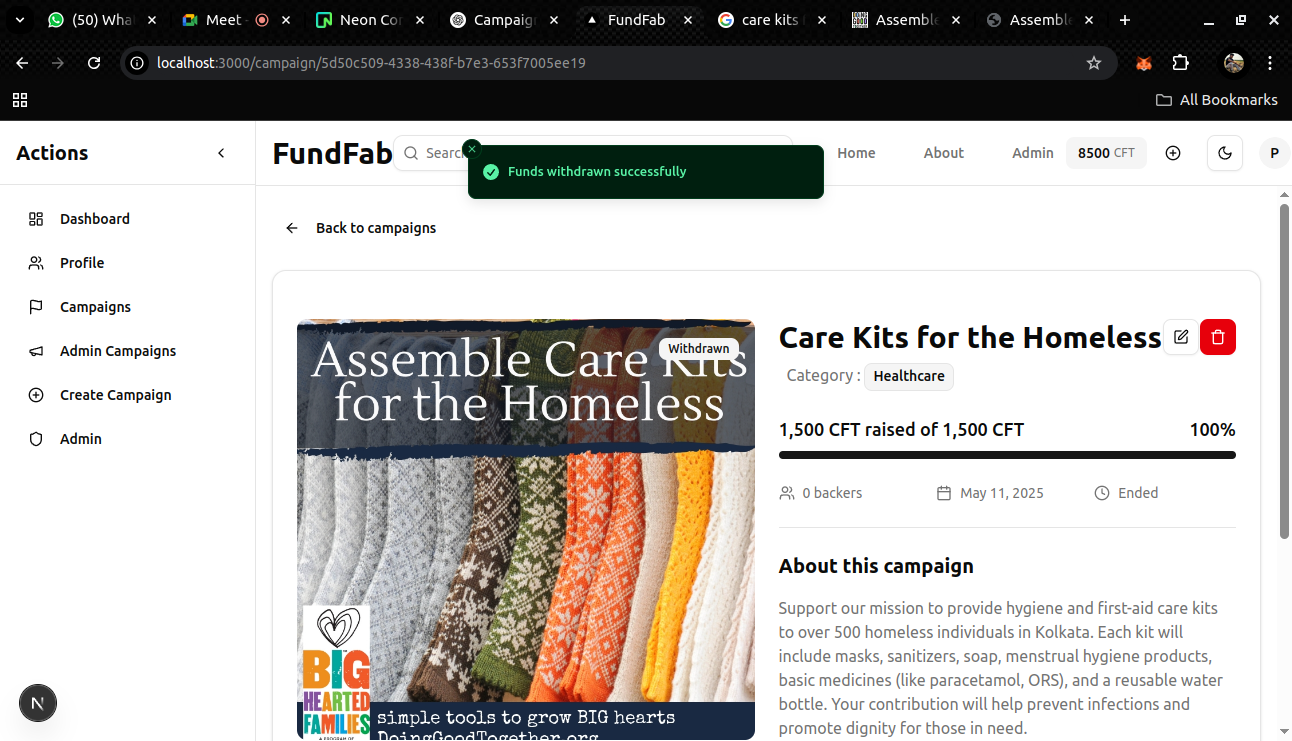 (50) Wha
Meet -
Neon Co
Campaig
FundFab
care kits
Assemble
Assemble
localhost:3000/campaign/5d50c509-4338-438f-b7e3-653f7005ee19
All Bookmarks
Actions
FundFab
Searc
Home
About
Admin
8500 CFT
P
Funds withdrawn successfully
Dashboard
Profile
Campaigns
Admin Campaigns
Create Campaign
Admin
N
Back to campaigns
Withdrawn
Assemble Care Kits
for the Homeless
BIG
HEARTED
FAMILIES
A PROGRAM OF
simple tools to grow BIG hearts
DoingGoodTogether.org
Care Kits for the Homeless
Category : Healthcare
1,500 CFT raised of 1,500 CFT 100%
0 backers May 11, 2025 Ended
About this campaign
Support our mission to provide hygiene and first-aid care kits
to over 500 homeless individuals in Kolkata. Each kit will
include masks, sanitizers, soap, menstrual hygiene products,
basic medicines (like paracetamol, ORS), and a reusable water
bottle. Your contribution will help prevent infections and
promote dignity for those in need.